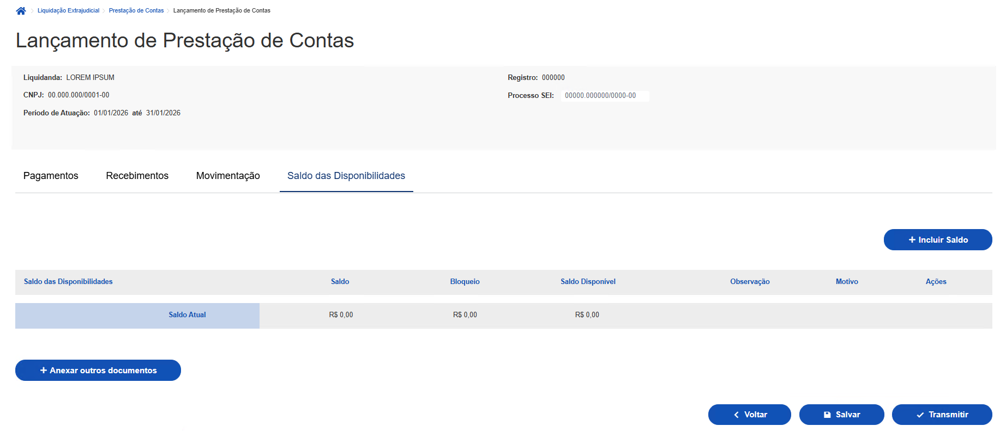 Liquidação Extrajudicial Prestação de Contas Lançamento de Prestação de Contas
Lançamento de Prestação de Contas
Liquidanda: LOREM IPSUM
Registro: 000000
CNPJ: 00.000.000/0001-00
Processo SEI: 00000.000000/0000-00
Período de Atuação: 01/01/2026 até 31/01/2026
Pagamentos Recebimentos Movimentação Saldo das Disponibilidades
+ Incluir Saldo
Saldo das Disponibilidades Saldo Bloqueio Saldo Disponível Observação Motivo Ações
Saldo Atual R$ 0,00 R$ 0,00 R$ 0,00
+ Anexar outros documentos
Voltar Salvar Transmitir